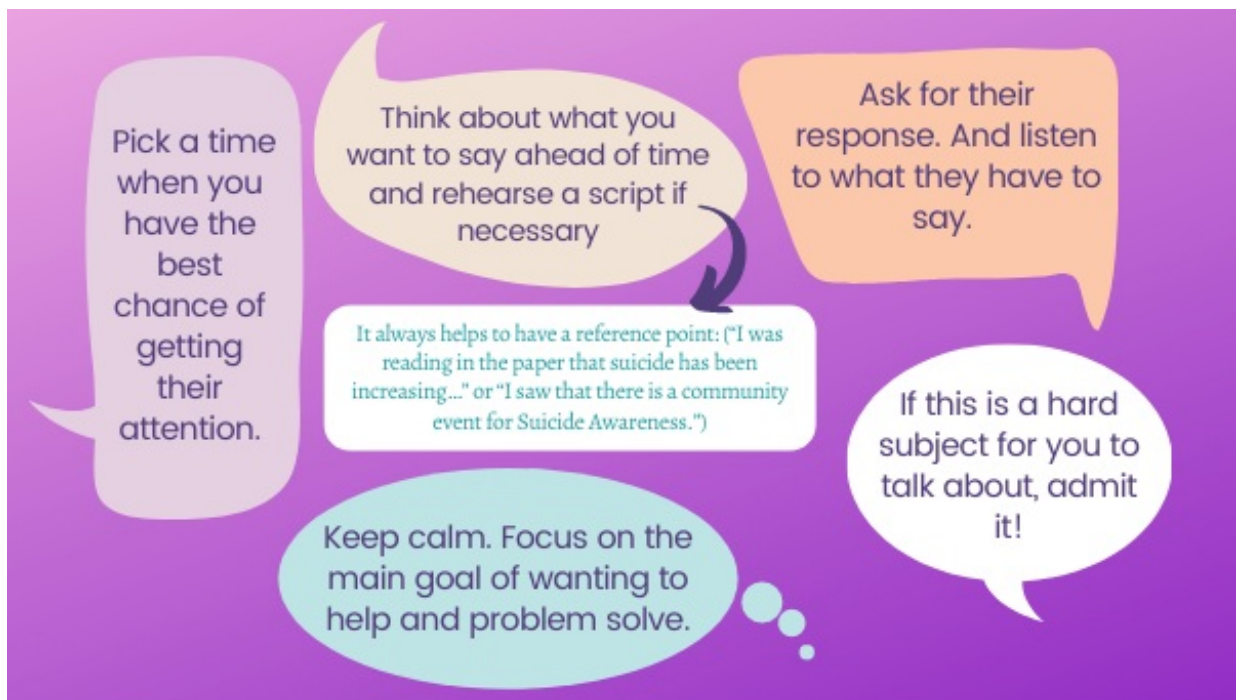 Pick a time
when you
have the
best
chance of
getting
their
attention.
Think about what you
want to say ahead of time
and rehearse a script if
necessary
It always helps to have a reference point: (“I was
reading in the paper that suicide has been
increasing...” or “I saw that there is a community
event for Suicide Awareness.”)
Ask for their
response. And listen
to what they have to
say.
If this is a hard
subject for you to
talk about, admit
it!
Keep calm. Focus on the
main goal of wanting to
help and problem solve.